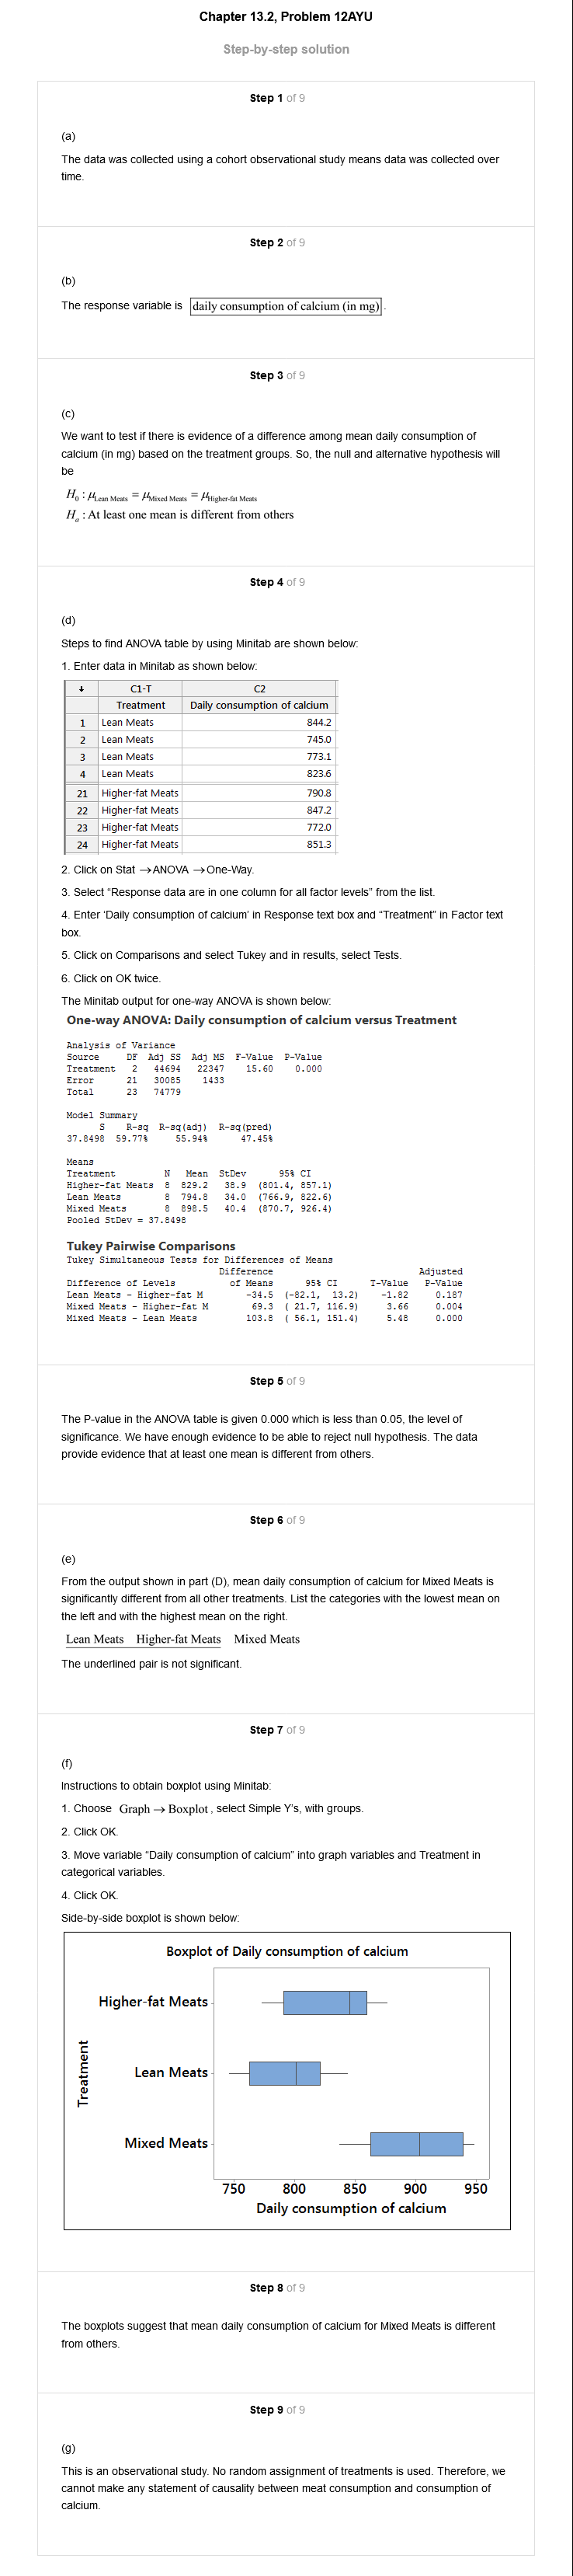 Chapter 13.2, Problem 12AYU
Step-by-step solution
Step 1 of 9
(a)
The data was collected using a cohort observational study means data was collected over
time.
Step 2 of 9
(b)
The response variable is daily consumption of calcium (in mg).
Step 3 of 9
(c)
We want to test if there is evidence of a difference among mean daily consumption of
calcium (in mg) based on the treatment groups. So, the null and alternative hypothesis will
be
H₀ : μLean Meats = μMixed Meats = μHigher-fat Meats
Hₐ : At least one mean is different from others
Step 4 of 9
(d)
Steps to find ANOVA table by using Minitab are shown below:
1. Enter data in Minitab as shown below:
↓ C1-T C2
Treatment Daily consumption of calcium
1 Lean Meats 844.2
2 Lean Meats 745.0
3 Lean Meats 773.1
4 Lean Meats 823.6
21 Higher-fat Meats 790.8
22 Higher-fat Meats 847.2
23 Higher-fat Meats 772.0
24 Higher-fat Meats 851.3
2. Click on Stat → ANOVA → One-Way.
3. Select “Response data are in one column for all factor levels” from the list.
4. Enter ‘Daily consumption of calcium’ in Response text box and “Treatment” in Factor text
box.
5. Click on Comparisons and select Tukey and in results, select Tests.
6. Click on OK twice.
The Minitab output for one-way ANOVA is shown below:
One-way ANOVA: Daily consumption of calcium versus Treatment
Analysis of Variance
Source DF Adj SS Adj MS F-Value P-Value
Treatment 2 44694 22347 15.60 0.000
Error 21 30085 1433
Total 23 74779
Model Summary
S R-sq R-sq(adj) R-sq(pred)
37.8498 59.77% 55.94% 47.45%
Means
Treatment N Mean StDev 95% CI
Higher-fat Meats 8 829.2 38.9 (801.4, 857.1)
Lean Meats 8 794.8 34.0 (766.9, 822.6)
Mixed Meats 8 898.5 40.4 (870.7, 926.4)
Pooled StDev = 37.8498
Tukey Pairwise Comparisons
Tukey Simultaneous Tests for Differences of Means
Difference Adjusted
Difference of Levels of Means 95% CI T-Value P-Value
Lean Meats - Higher-fat M -34.5 (-82.1, 13.2) -1.82 0.187
Mixed Meats - Higher-fat M 69.3 ( 21.7, 116.9) 3.66 0.004
Mixed Meats - Lean Meats 103.8 ( 56.1, 151.4) 5.48 0.000
Step 5 of 9
The P-value in the ANOVA table is given 0.000 which is less than 0.05, the level of
significance. We have enough evidence to be able to reject null hypothesis. The data
provide evidence that at least one mean is different from others.
Step 6 of 9
(e)
From the output shown in part (D), mean daily consumption of calcium for Mixed Meats is
significantly different from all other treatments. List the categories with the lowest mean on
the left and with the highest mean on the right.
Lean Meats Higher-fat Meats Mixed Meats
The underlined pair is not significant.
Step 7 of 9
(f)
Instructions to obtain boxplot using Minitab:
1. Choose Graph → Boxplot , select Simple Y's, with groups.
2. Click OK.
3. Move variable “Daily consumption of calcium” into graph variables and Treatment in
categorical variables.
4. Click OK.
Side-by-side boxplot is shown below:
Boxplot of Daily consumption of calcium
Higher-fat Meats
Lean Meats
Mixed Meats
Treatment
750 800 850 900 950
Daily consumption of calcium
Step 8 of 9
The boxplots suggest that mean daily consumption of calcium for Mixed Meats is different
from others.
Step 9 of 9
(g)
This is an observational study. No random assignment of treatments is used. Therefore, we
cannot make any statement of causality between meat consumption and consumption of
calcium.